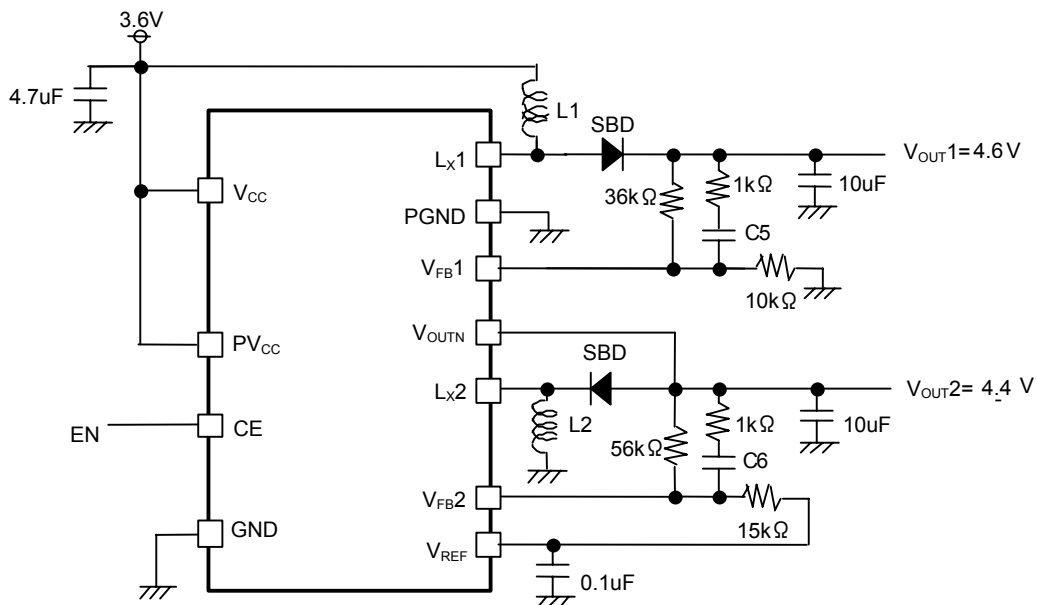 3.6V
4.7uF
L1
SBD
LX1
VOUT1=4.6V
1kΩ
10uF
36kΩ
VCC
PGND
C5
VFB1
10kΩ
VOUTN
PVCC
SBD
LX2
VOUT2= 4.4 V
L2
1kΩ
10uF
EN
CE
56kΩ
C6
VFB2
15kΩ
GND
VREF
0.1uF